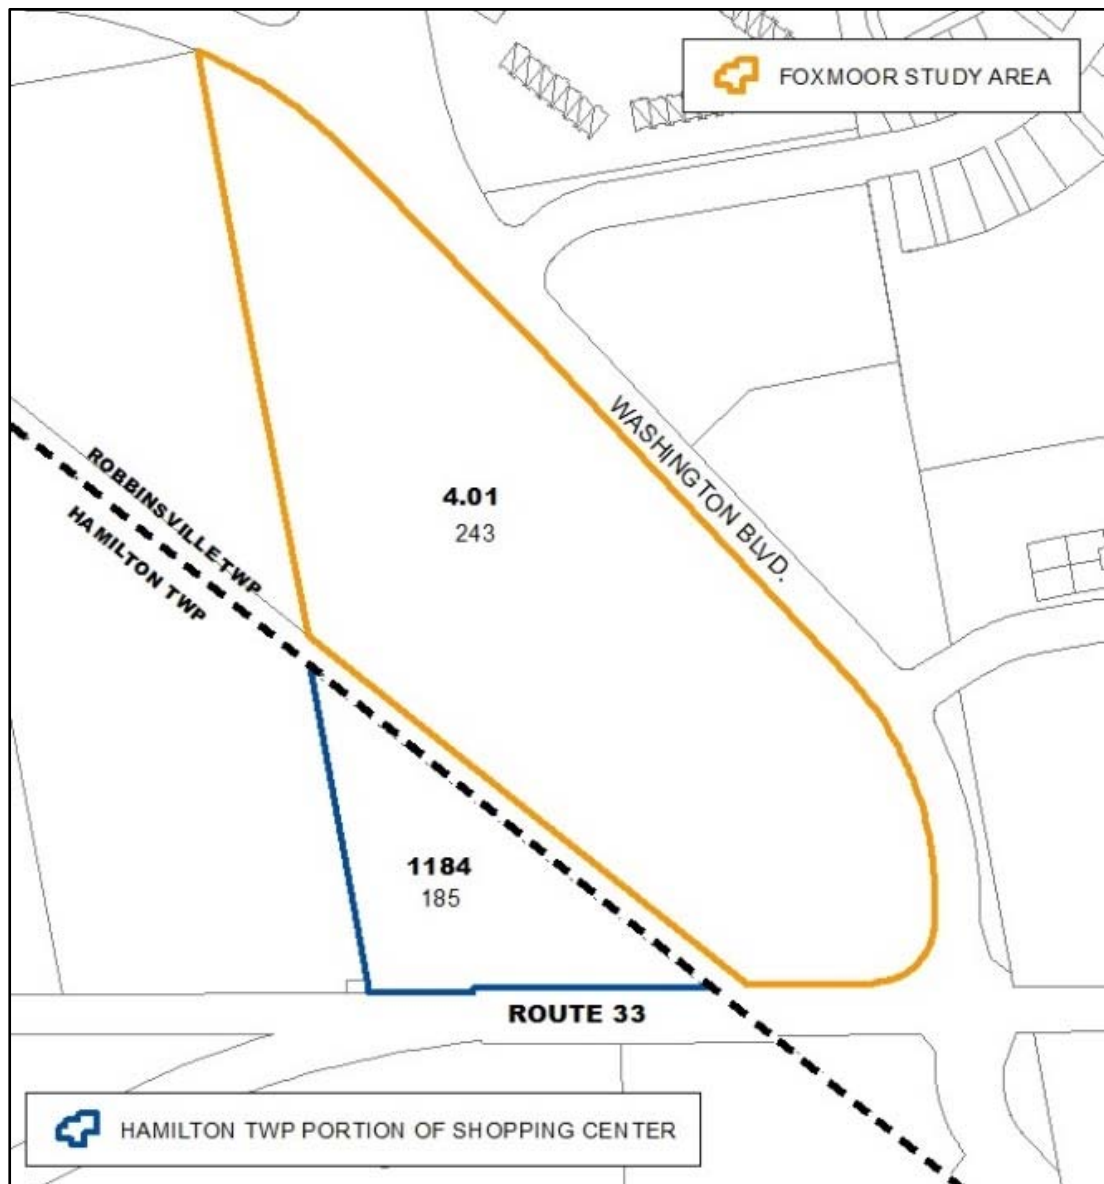 FOXMOOR STUDY AREA
WASHINGTON BLVD.
ROBBINSVILLE TWP
HAMILTON TWP
4.01
243
1184
185
ROUTE 33
HAMILTON TWP PORTION OF SHOPPING CENTER